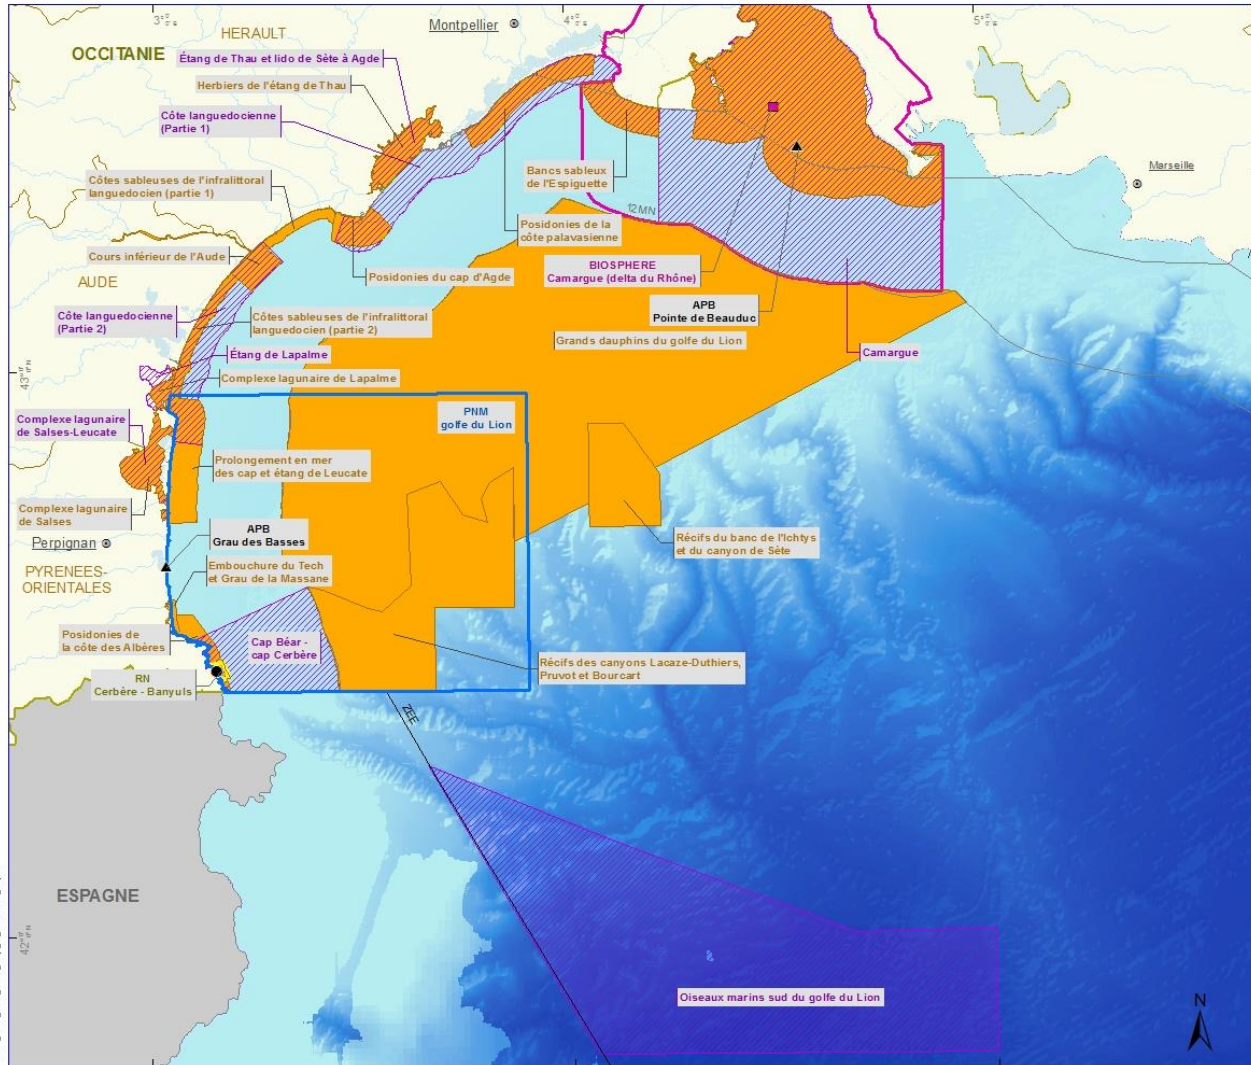 3°
4°
5°
Montpellier
HERAULT
OCCITANIE
Étang de Thau et lido de Sète à Agde
Herbiers de l'étang de Thau
Côte languedocienne
(Partie 1)
Bancs sableux
de l'Espiguette
Marseille
Côtes sableuses de l'infralittoral
languedocien (partie 1)
12MN
Posidonies de la
côte palavasienne
Cours inférieur de l'Aude
Posidonies du cap d'Agde
BIOSPHERE
Camargue (delta du Rhône)
AUDE
APB
Pointe de Beauduc
Côte languedocienne
(Partie 2)
Côtes sableuses de l'infralittoral
languedocien (partie 2)
Grands dauphins du golfe du Lion
Étang de Lapalme
Camargue
43°
Complexe lagunaire de Lapalme
PNM
golfe du Lion
Complexe lagunaire
de Salses-Leucate
Prolongement en mer
des cap et étang de Leucate
Complexe lagunaire
de Salses
APB
Grau des Basses
Récifs du banc de l'Ichtys
et du canyon de Sète
Perpignan
PYRENEES-
ORIENTALES
Embouchure du Tech
et Grau de la Massane
Posidonies de
la côte des Albères
Cap Béar -
cap Cerbère
Récifs des canyons Lacaze-Duthiers,
Pruvot et Bourcart
RN
Cerbère - Banyuls
ZEE
ESPAGNE
42°
Oiseaux marins sud du golfe du Lion
N